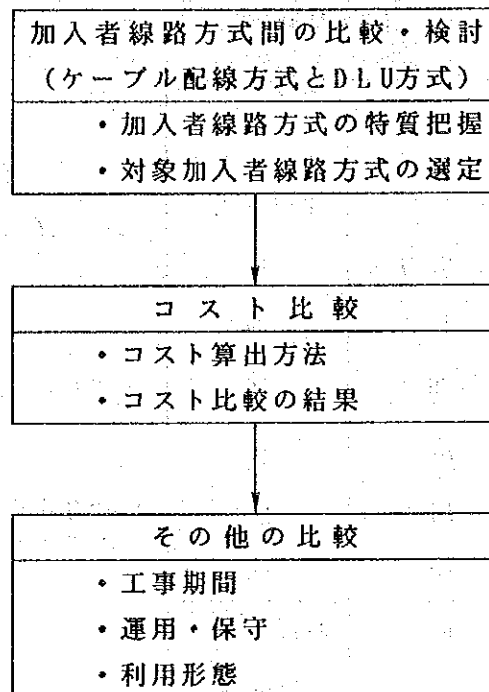 加入者線路方式間の比較・検討
(ケーブル配線方式とDLU方式)
・加入者線路方式の特質把握
・対象加入者線路方式の選定
コスト比較
・コスト算出方法
・コスト比較の結果
その他の比較
・工事期間
・運用・保守
・利用形態